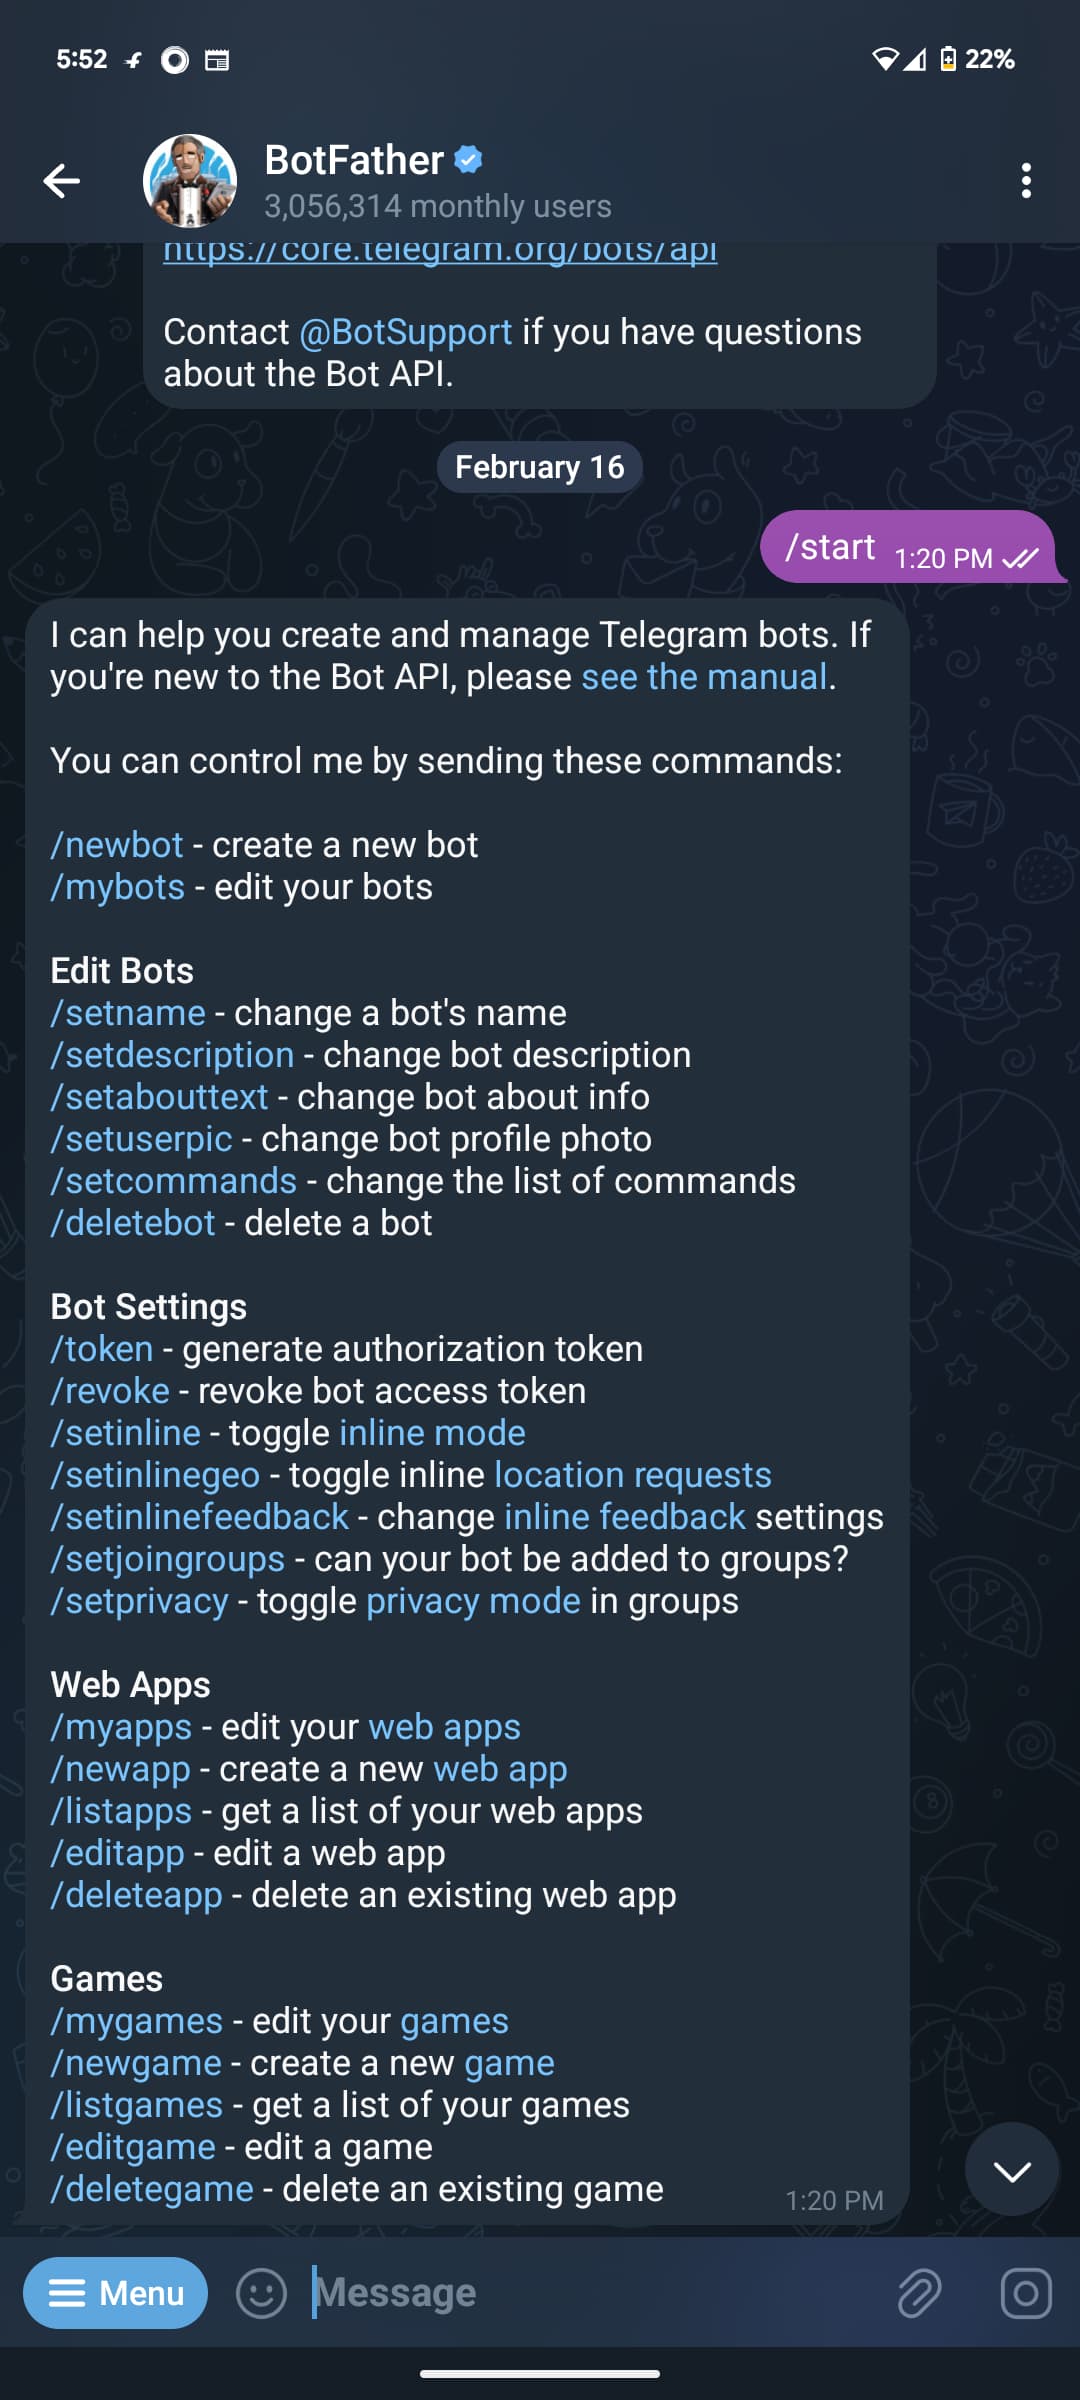 5:52
22%
BotFather
3,056,314 monthly users
https://core.telegram.org/bots/api
Contact @BotSupport if you have questions
about the Bot API.
February 16
/start 1:20 PM
I can help you create and manage Telegram bots. If
you're new to the Bot API, please see the manual.
You can control me by sending these commands:
/newbot - create a new bot
/mybots - edit your bots
Edit Bots
/setname - change a bot's name
/setdescription - change bot description
/setabouttext - change bot about info
/setuserpic - change bot profile photo
/setcommands - change the list of commands
/deletebot - delete a bot
Bot Settings
/token - generate authorization token
/revoke - revoke bot access token
/setinline - toggle inline mode
/setinlinegeo - toggle inline location requests
/setinlinefeedback - change inline feedback settings
/setjoingroups - can your bot be added to groups?
/setprivacy - toggle privacy mode in groups
Web Apps
/myapps - edit your web apps
/newapp - create a new web app
/listapps - get a list of your web apps
/editapp - edit a web app
/deleteapp - delete an existing web app
Games
/mygames - edit your games
/newgame - create a new game
/listgames - get a list of your games
/editgame - edit a game
/deletegame - delete an existing game
1:20 PM
Menu
Message